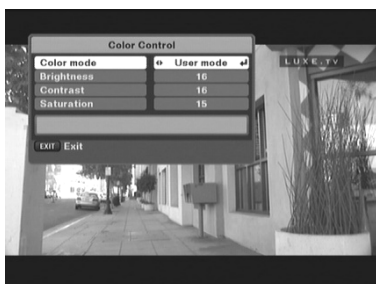 Color Control
LUXE.TV
Color mode User mode
Brightness 16
Contrast 16
Saturation 15
EXIT Exit